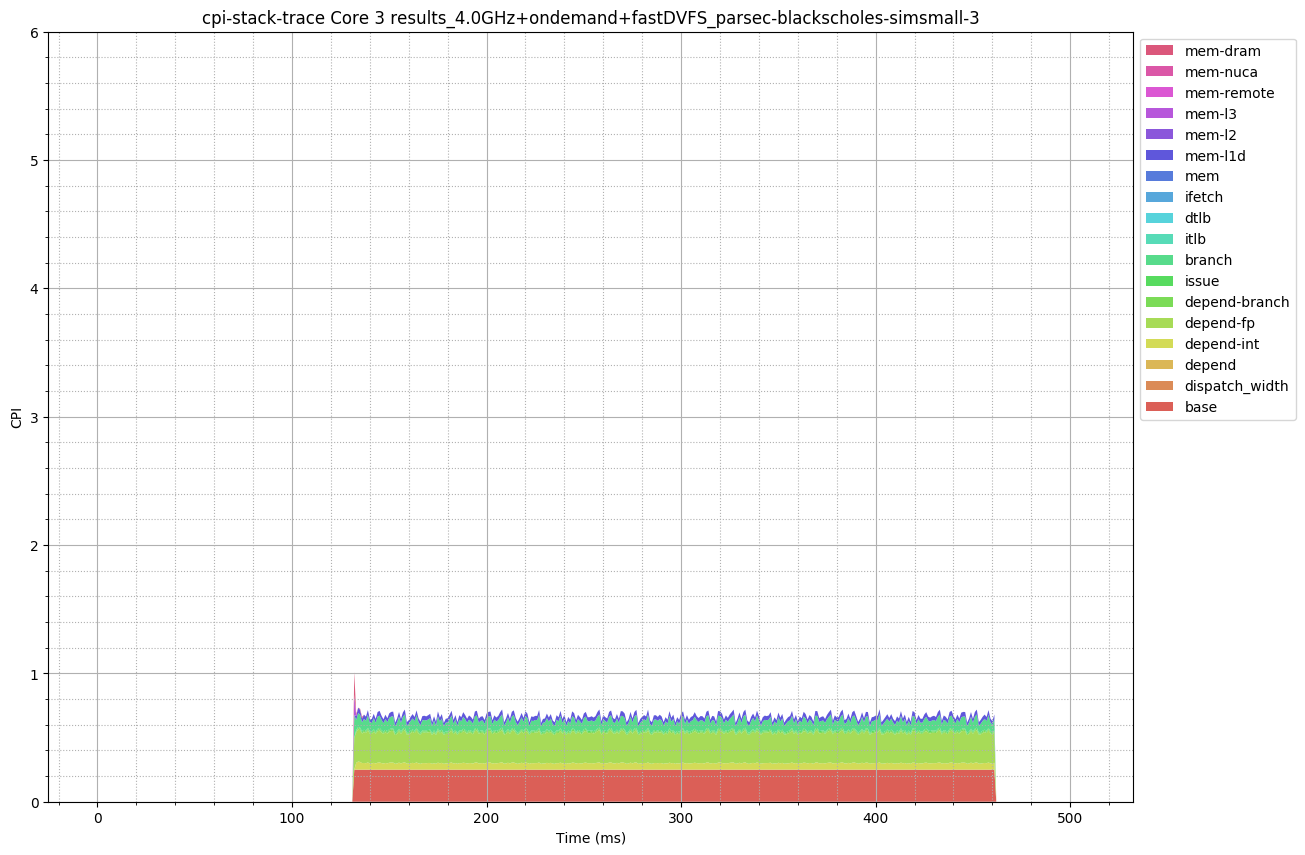 cpi-stack-trace Core 3 results_4.0GHz+ondemand+fastDVFS_parsec-blackscholes-simsmall-3
6
5
4
3
2
1
0
CPI
0 100 200 300 400 500
Time (ms)
mem-dram
mem-nuca
mem-remote
mem-l3
mem-l2
mem-l1d
mem
ifetch
dtlb
itlb
branch
issue
depend-branch
depend-fp
depend-int
depend
dispatch_width
base